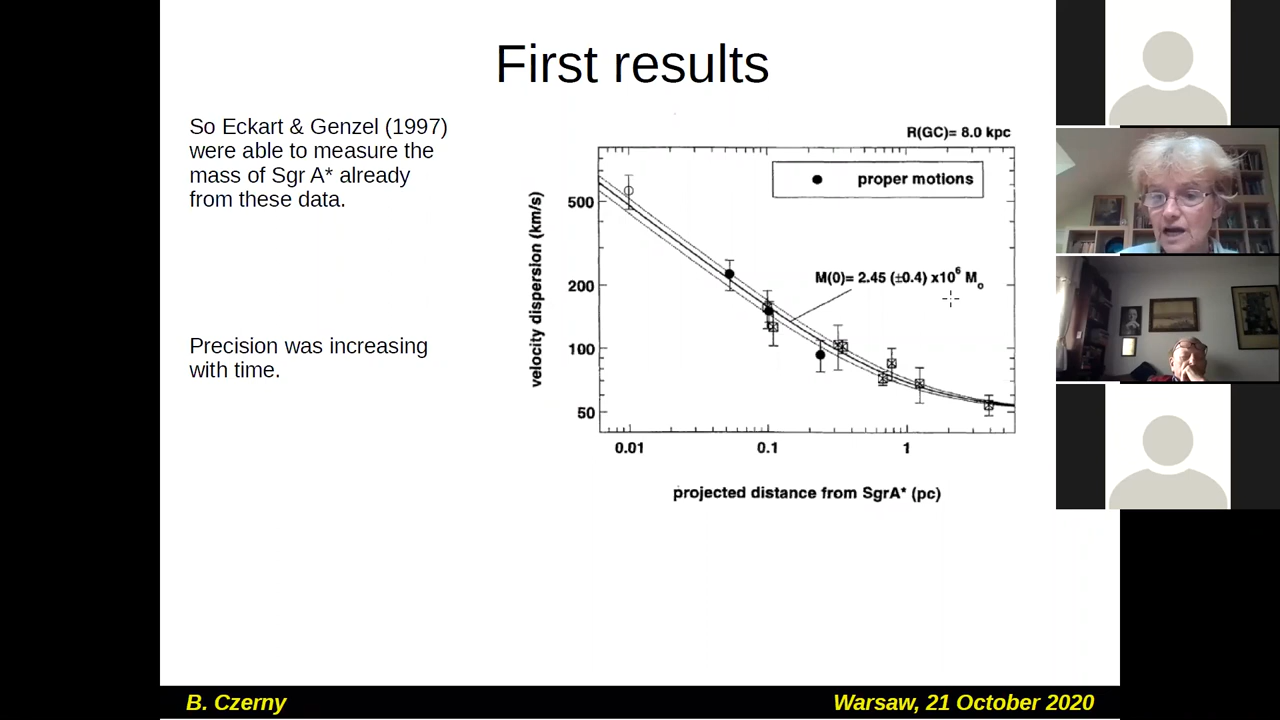 First results
So Eckart & Genzel (1997)
were able to measure the
mass of Sgr A* already
from these data.
Precision was increasing
with time.
R(GC)= 8.0 kpc
proper motions
M(0)= 2.45 (±0.4) x10⁶ M₀
velocity dispersion (km/s)
500
200
100
50
0.01 0.1 1
projected distance from SgrA* (pc)
B. Czerny Warsaw, 21 October 2020